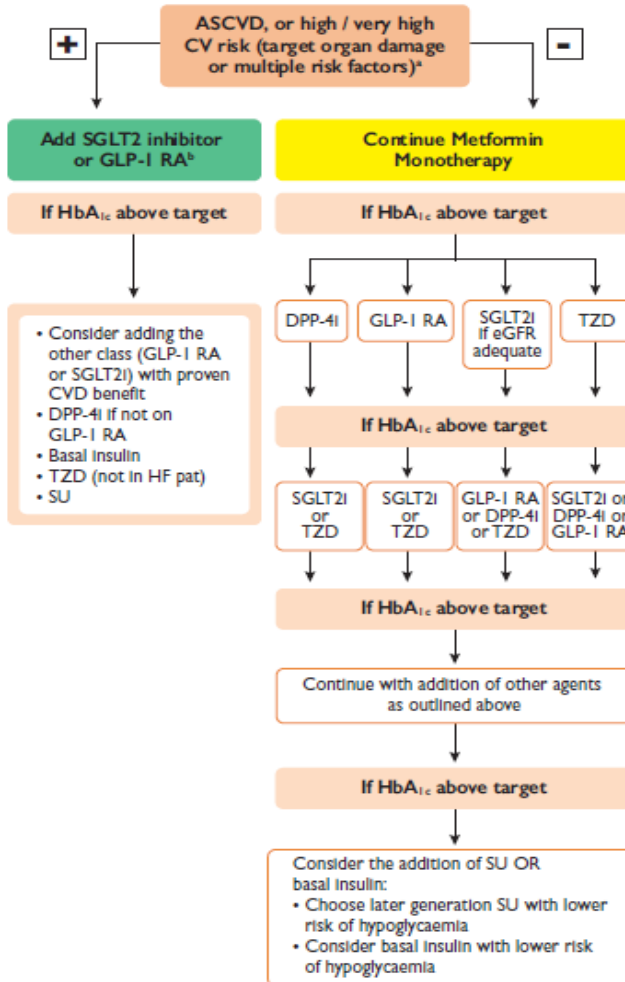 ASCVD, or high / very high
CV risk (target organ damage
or multiple risk factors)ᵃ
+
-
Add SGLT2 inhibitor
or GLP-1 RAᵇ
If HbA₁c above target
• Consider adding the
other class (GLP-1 RA
or SGLT2i) with proven
CVD benefit
• DPP-4i if not on
GLP-1 RA
• Basal insulin
• TZD (not in HF pat)
• SU
Continue Metformin
Monotherapy
If HbA₁c above target
DPP-4i
GLP-1 RA
SGLT2i
if eGFR
adequate
TZD
If HbA₁c above target
SGLT2i
or
TZD
SGLT2i
or
TZD
GLP-1 RA
or DPP-4i
or TZD
SGLT2i or
DPP-4i or
GLP-1 RA
If HbA₁c above target
Continue with addition of other agents
as outlined above
If HbA₁c above target
Consider the addition of SU OR
basal insulin:
• Choose later generation SU with lower
risk of hypoglycaemia
• Consider basal insulin with lower risk
of hypoglycaemia